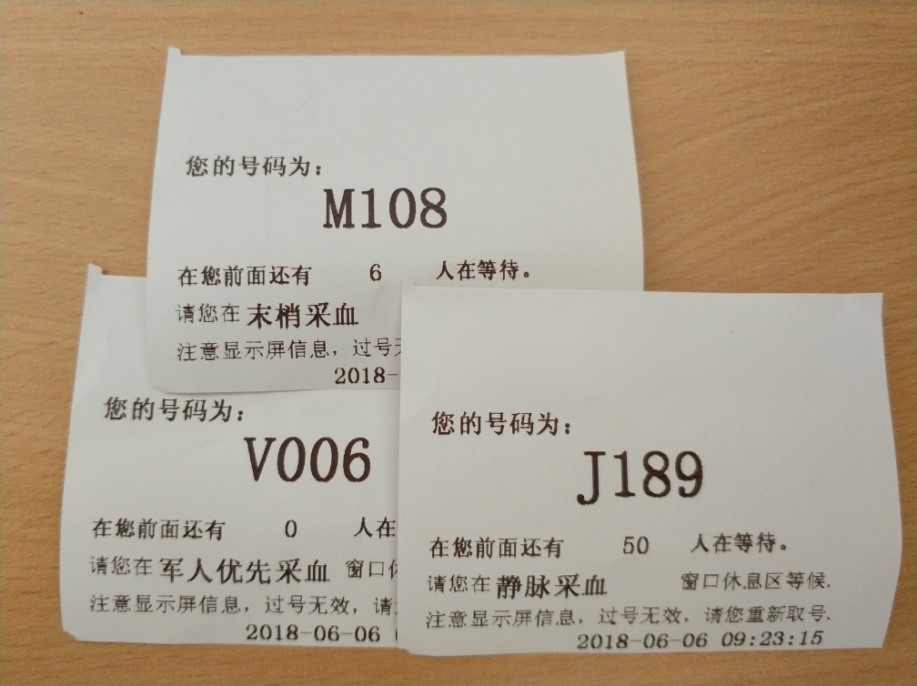 您的号码为：
M108
在您前面还有 6 人在等待。
请您在 末梢采血
注意显示屏信息，过号
2018-
您的号码为：
V006
在您前面还有 0 人在
请您在 军人优先采血 窗口
注意显示屏信息，过号无效，请
2018-06-06
您的号码为：
J189
在您前面还有 50 人在等待。
请您在 静脉采血 窗口休息区等候.
注意显示屏信息，过号无效，请您重新取号.
2018-06-06 09:23:15